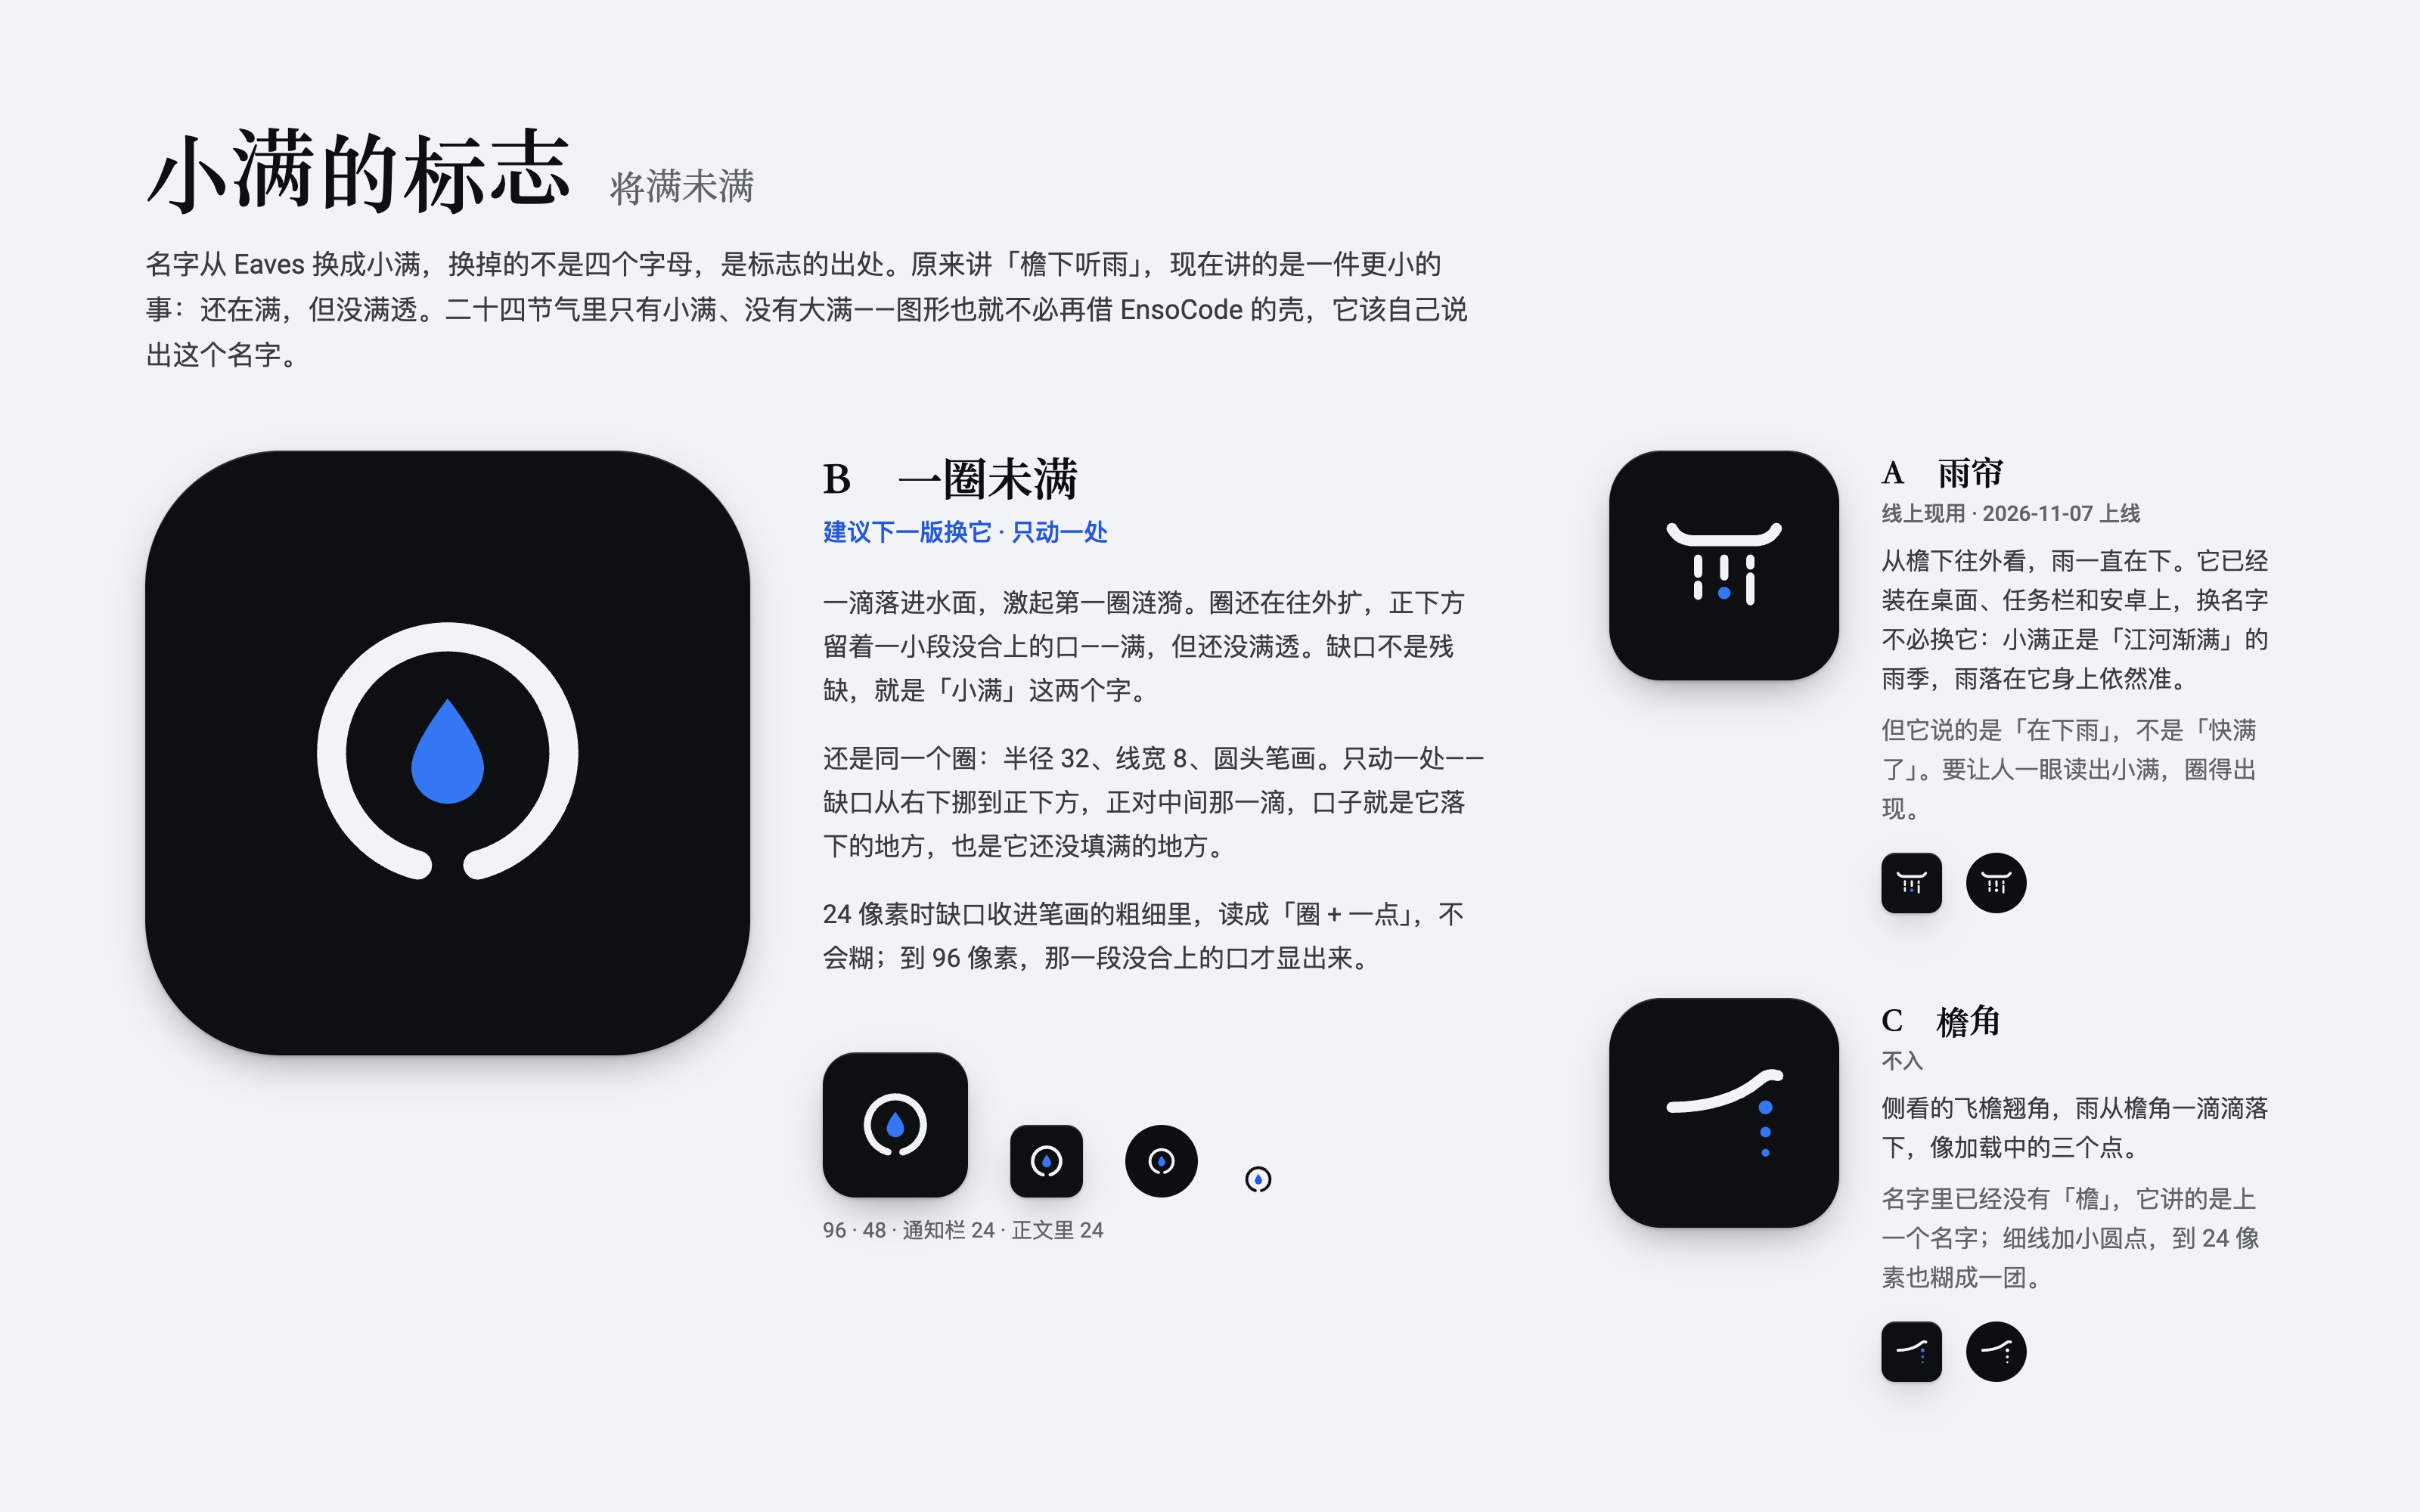 小满的标志 将满未满
名字从 Eaves 换成小满，换掉的不是四个字母，是标志的出处。原来讲「檐下听雨」，现在讲的是一件更小的
事：还在满，但没满透。二十四节气里只有小满、没有大满——图形也就不必再借 EnsoCode 的壳，它该自己说
出这个名字。
B 一圈未满
建议下一版换它 · 只动一处
一滴落进水面，激起第一圈涟漪。圈还在往外扩，正下方
留着一小段没合上的口——满，但还没满透。缺口不是残
缺，就是「小满」这两个字。
还是同一个圈：半径 32、线宽 8、圆头笔画。只动一处——
缺口从右下挪到正下方，正对中间那一滴，口子就是它落
下的地方，也是它还没填满的地方。
24 像素时缺口收进笔画的粗细里，读成「圈 + 一点」，不
会糊；到 96 像素，那一段没合上的口才显出来。
96 · 48 · 通知栏 24 · 正文里 24
A 雨帘
线上现用 · 2026-11-07 上线
从檐下往外看，雨一直在下。它已经
装在桌面、任务栏和安卓上，换名字
不必换它：小满正是「江河渐满」的
雨季，雨落在它身上依然准。
但它说的是「在下雨」，不是「快满
了」。要让人一眼读出小满，圈得出
现。
C 檐角
不入
侧看的飞檐翘角，雨从檐角一滴滴落
下，像加载中的三个点。
名字里已经没有「檐」，它讲的是上
一个名字；细线加小圆点，到 24 像
素也糊成一团。